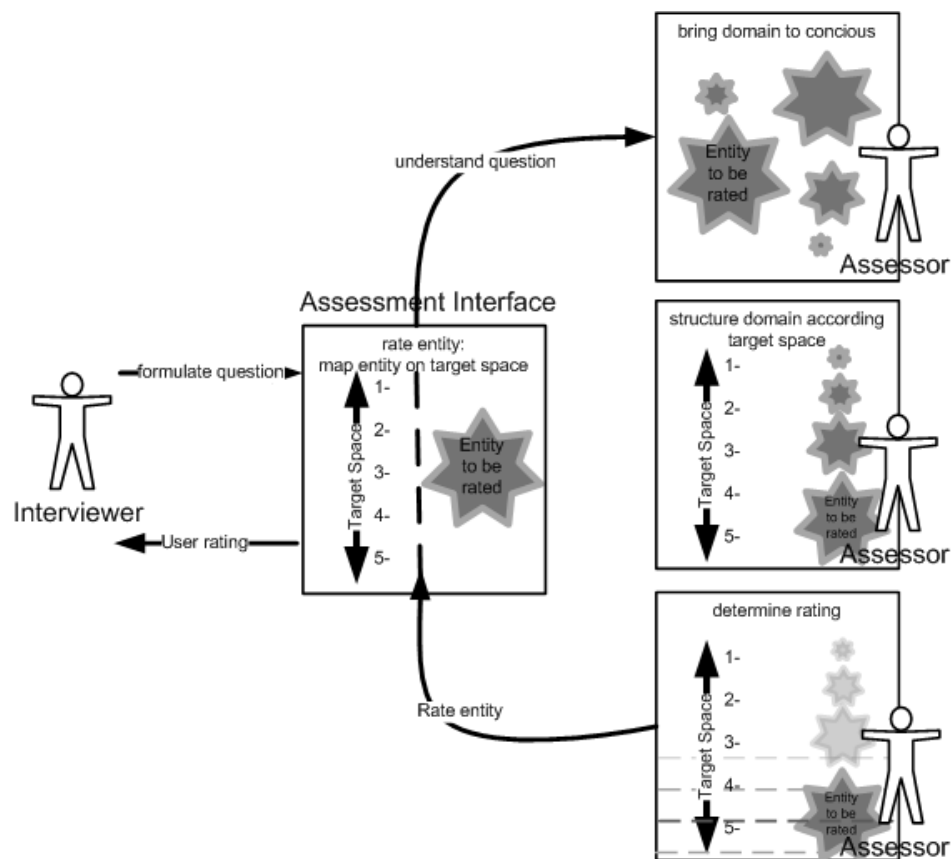 bring domain to concious
Entity
to be
rated
Assessor
understand question
Assessment Interface
rate entity:
map entity on target space
1-
2-
3-
4-
5-
Target Space
Entity
to be
rated
formulate question
Interviewer
User rating
structure domain according
target space
1-
2-
3-
4-
5-
Target Space
Entity
to be
rated
Assessor
determine rating
1-
2-
3-
4-
5-
Target Space
Entity
to be
rated
Assessor
Rate entity